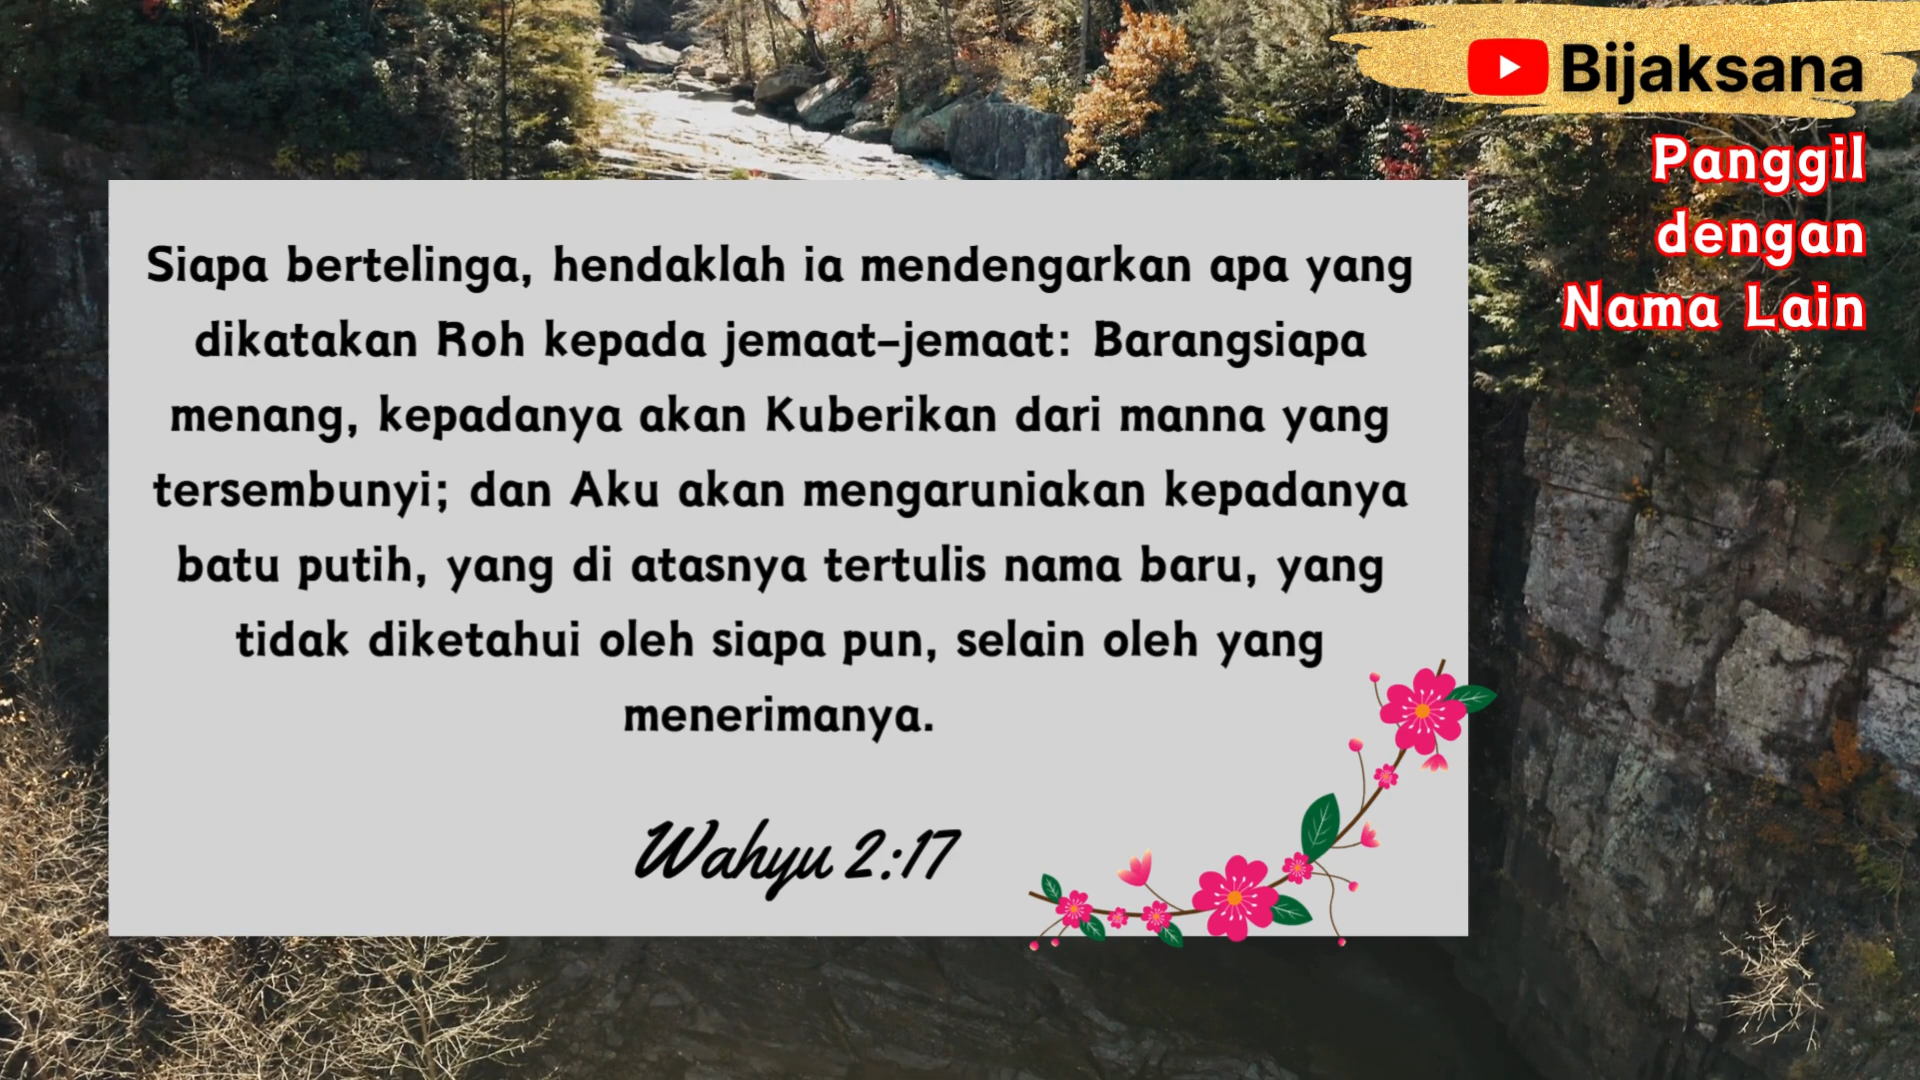 Bijaksana
Panggil
dengan
Nama Lain
Siapa bertelinga, hendaklah ia mendengarkan apa yang
dikatakan Roh kepada jemaat-jemaat: Barangsiapa
menang, kepadanya akan Kuberikan dari manna yang
tersembunyi; dan Aku akan mengaruniakan kepadanya
batu putih, yang di atasnya tertulis nama baru, yang
tidak diketahui oleh siapa pun, selain oleh yang
menerimanya.
Wahyu 2:17